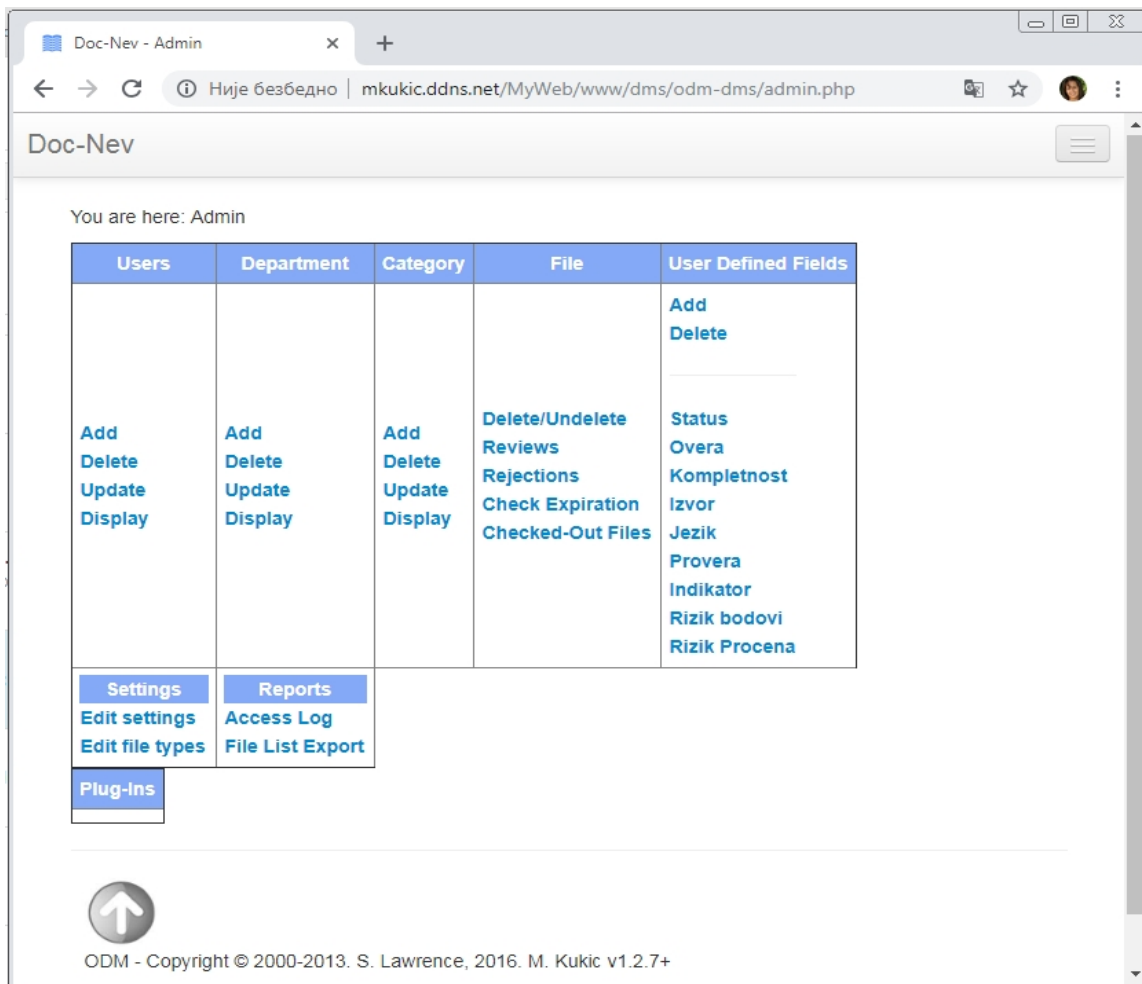 Doc-Nev - Admin
Није безбедно | mkukic.ddns.net/MyWeb/www/dms/odm-dms/admin.php
Doc-Nev
You are here: Admin
Users Department Category File User Defined Fields
Add
Delete
Update
Display
Add
Delete
Update
Display
Add
Delete
Update
Display
Delete/Undelete
Reviews
Rejections
Check Expiration
Checked-Out Files
Add
Delete
Status
Overa
Kompletnost
Izvor
Jezik
Provera
Indikator
Rizik bodovi
Rizik Procena
Settings
Edit settings
Edit file types
Reports
Access Log
File List Export
Plug-Ins
ODM - Copyright © 2000-2013. S. Lawrence, 2016. M. Kukic v1.2.7+